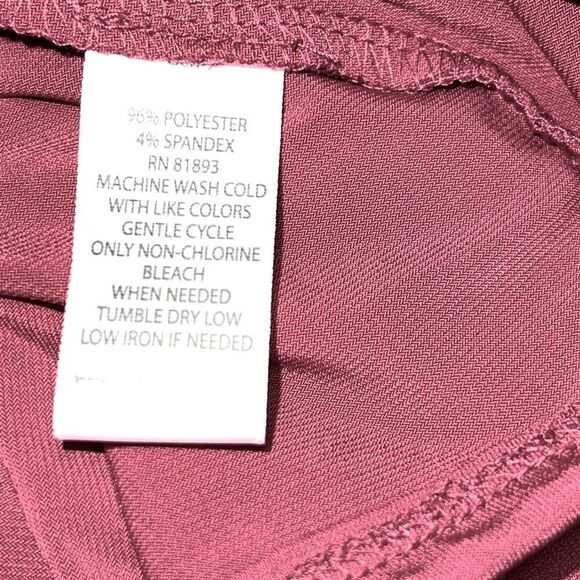 96% POLYESTER
4% SPANDEX
RN 81893
MACHINE WASH COLD
WITH LIKE COLORS
GENTLE CYCLE
ONLY NON-CHLORINE
BLEACH
WHEN NEEDED
TUMBLE DRY LOW
LOW IRON IF NEEDED